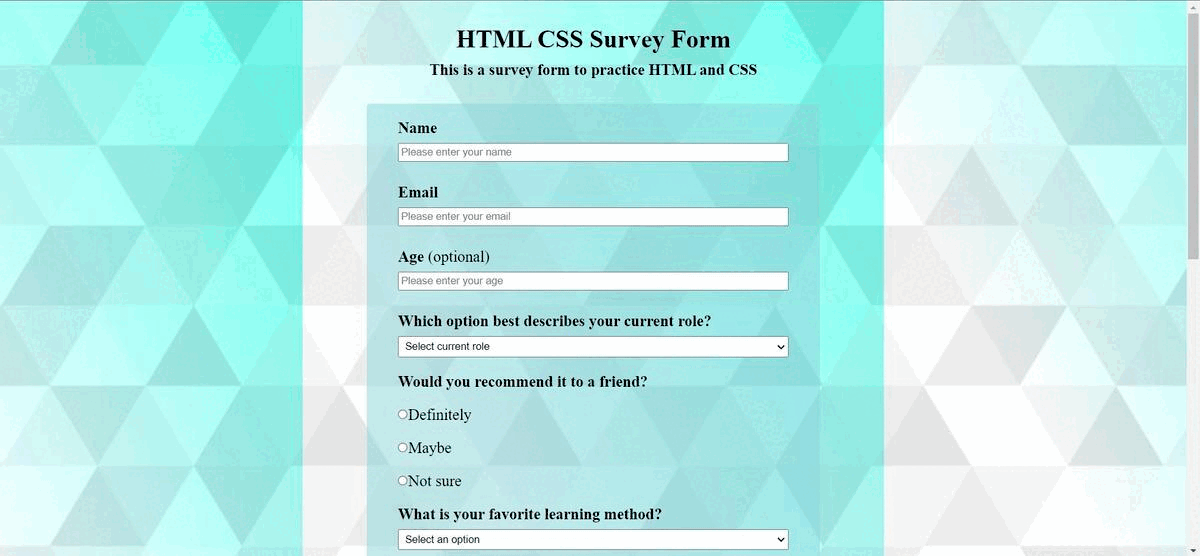 HTML CSS Survey Form
This is a survey form to practice HTML and CSS
Name
Please enter your name
Email
Please enter your email
Age (optional)
Please enter your age
Which option best describes your current role?
Select current role
Would you recommend it to a friend?
Definitely
Maybe
Not sure
What is your favorite learning method?
Select an option